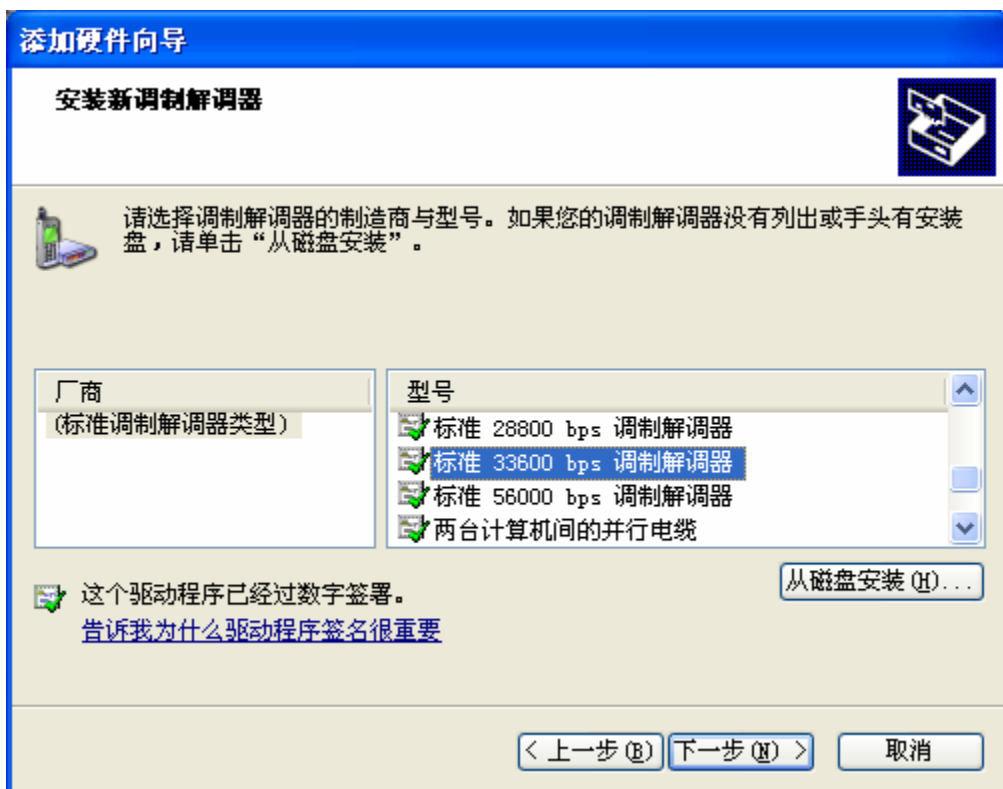 添加硬件向导
安装新调制解调器
请选择调制解调器的制造商与型号。如果您的调制解调器没有列出或手头有安装
盘，请单击“从磁盘安装”。
厂商
(标准调制解调器类型)
型号
标准 28800 bps 调制解调器
标准 33600 bps 调制解调器
标准 56000 bps 调制解调器
两台计算机间的并行电缆
从磁盘安装(H)...
这个驱动程序已经过数字签署。
告诉我为什么驱动程序签名很重要
< 上一步(B)
下一步(N) >
取消